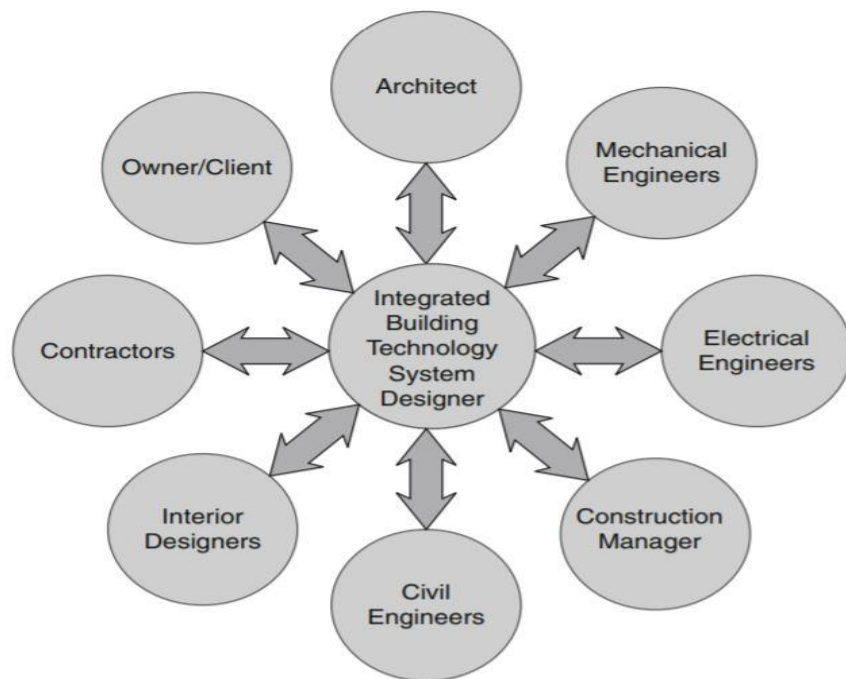 Architect
Mechanical
Engineers
Owner/Client
Integrated
Building
Technology
System
Designer
Contractors
Electrical
Engineers
Interior
Designers
Construction
Manager
Civil
Engineers